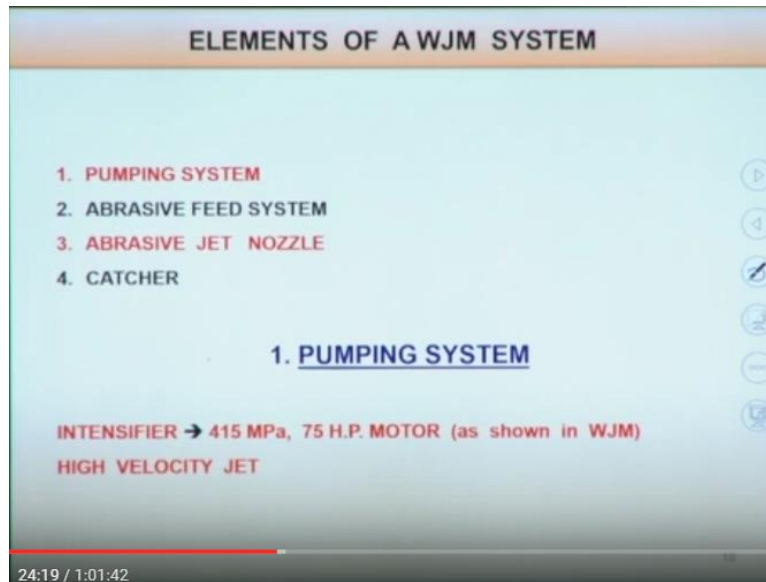 ELEMENTS OF A WJM SYSTEM
1. PUMPING SYSTEM
2. ABRASIVE FEED SYSTEM
3. ABRASIVE JET NOZZLE
4. CATCHER
1. PUMPING SYSTEM
INTENSIFIER → 415 MPa, 75 H.P. MOTOR (as shown in WJM)
HIGH VELOCITY JET
24:19 / 1:01:42